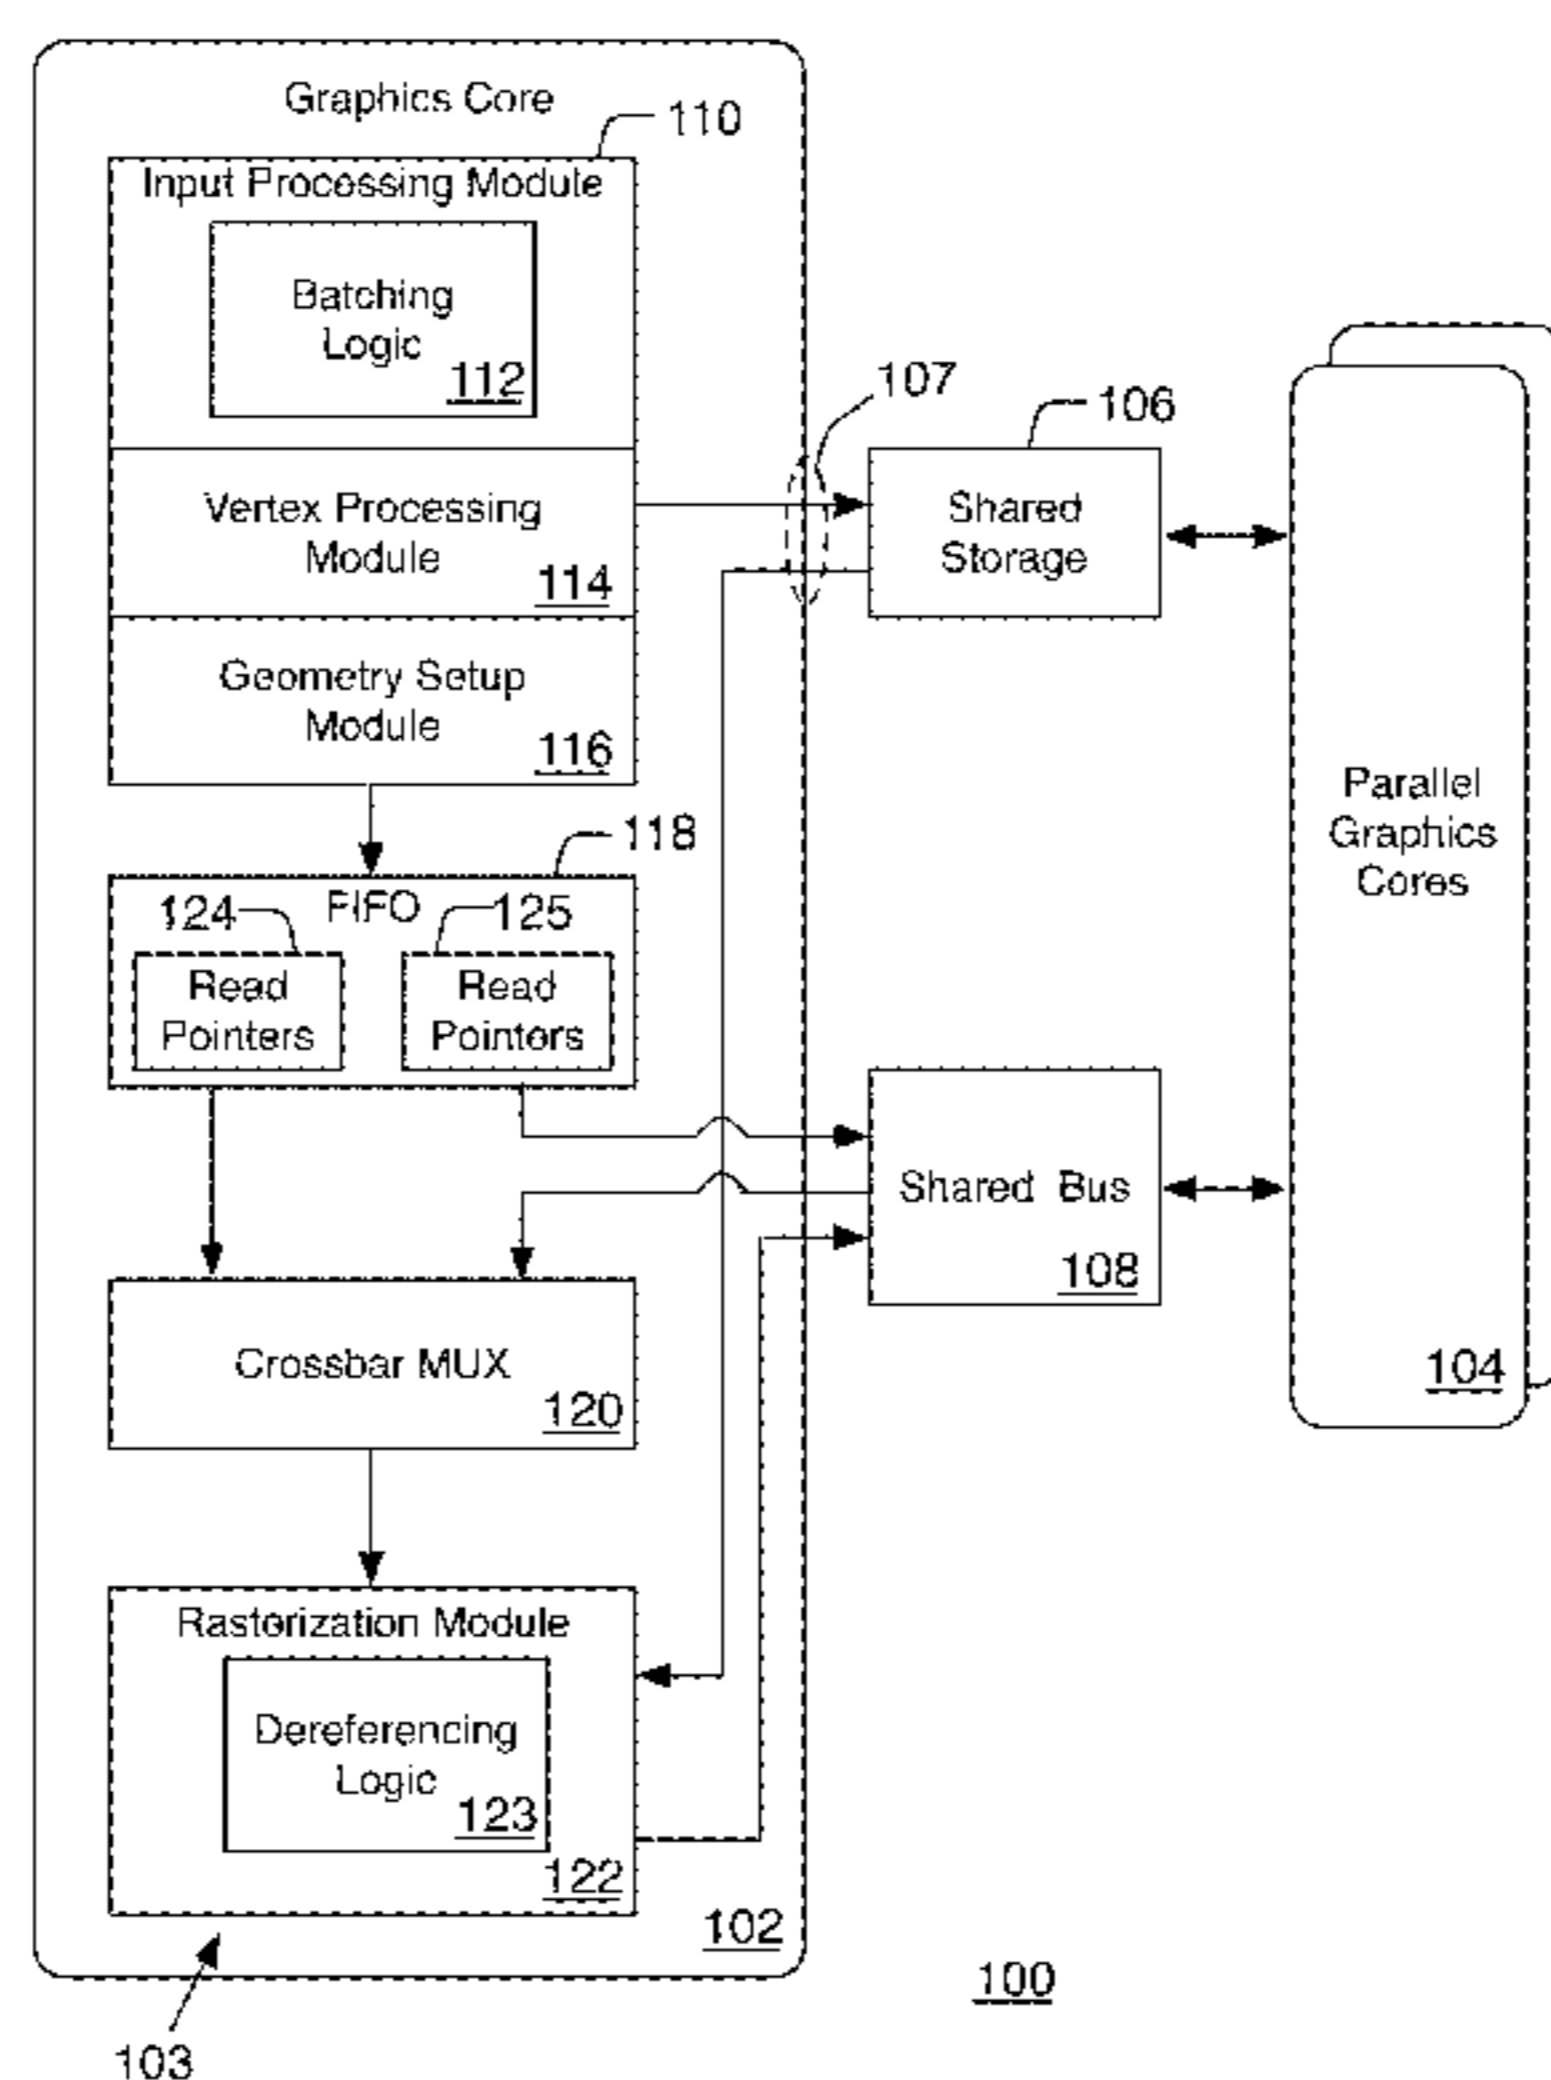 Graphics Core
110
Input Processing Module
Batching
Logic
112
107
106
Vertex Processing
Module
114
Shared
Storage
Geometry Setup
Module
116
Parallel
Graphics
Cores
118
FIFO
124
125
Read
Pointers
Read
Pointers
Shared Bus
108
Crossbar MUX
120
104
Rasterization Module
Dereferencing
Logic
123
122
102
100
103